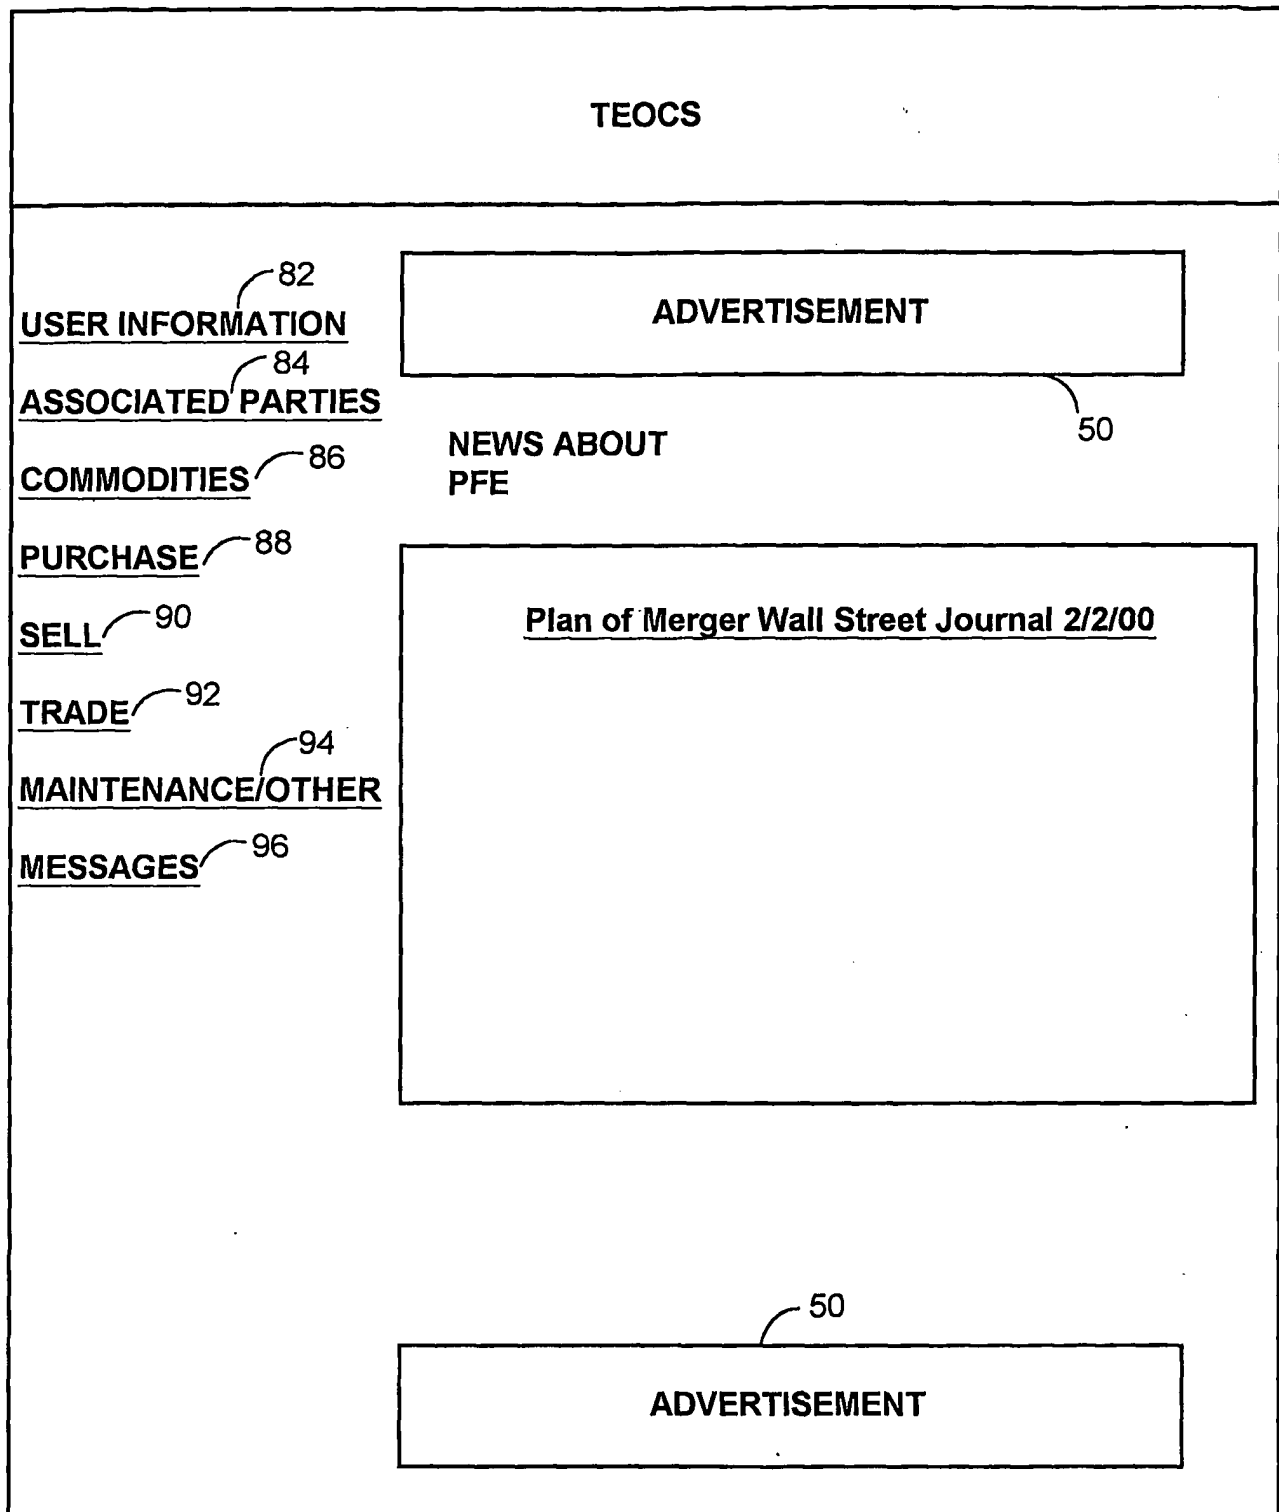 TEOCS
82
USER INFORMATION
84
ASSOCIATED PARTIES
86
COMMODITIES
88
PURCHASE
90
SELL
92
TRADE
94
MAINTENANCE/OTHER
96
MESSAGES
ADVERTISEMENT
50
NEWS ABOUT
PFE
Plan of Merger Wall Street Journal 2/2/00
50
ADVERTISEMENT